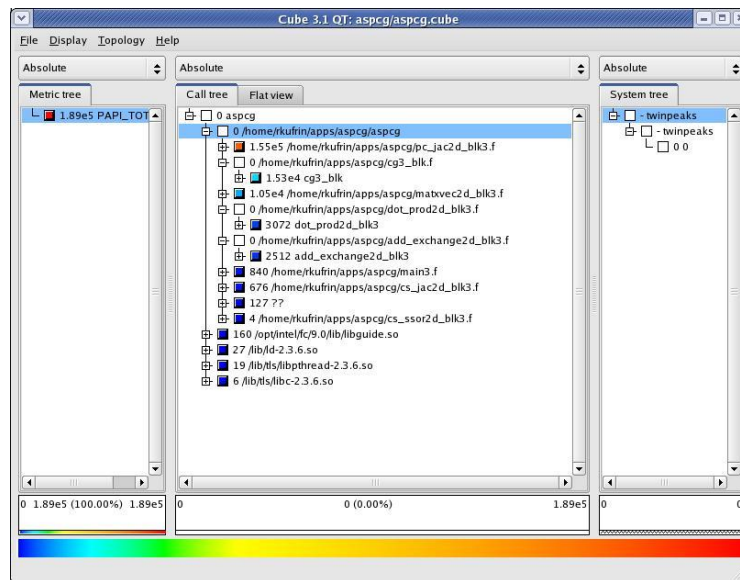 Cube 3.1 QT: aspcg/aspcg.cube
File Display Topology Help
Absolute
Absolute
Absolute
Metric tree
Call tree
Flat view
System tree
1.89e5 PAPI_TOT
0 aspcg
0 /home/rkufrin/apps/aspcg/aspcg
1.55e5 /home/rkufrin/apps/aspcg/pc_jac2d_blk3.f
0 /home/rkufrin/apps/aspcg/cg3_blk.f
1.53e4 cg3_blk
1.05e4 /home/rkufrin/apps/aspcg/matxvec2d_blk3.f
0 /home/rkufrin/apps/aspcg/dot_prod2d_blk3.f
3072 dot_prod2d_blk3
0 /home/rkufrin/apps/aspcg/add_exchange2d_blk3.f
2512 add_exchange2d_blk3
840 /home/rkufrin/apps/aspcg/main3.f
676 /home/rkufrin/apps/aspcg/cs_jac2d_blk3.f
127 ??
4 /home/rkufrin/apps/aspcg/cs_ssor2d_blk3.f
160 /opt/intel/fc/9.0/lib/libguide.so
27 /lib/ld-2.3.6.so
19 /lib/tls/libpthread-2.3.6.so
6 /lib/tls/libc-2.3.6.so
- twinpeaks
- twinpeaks
0 0
0 1.89e5 (100.00%) 1.89e5
0 0 (0.00%) 1.89e5
0 0